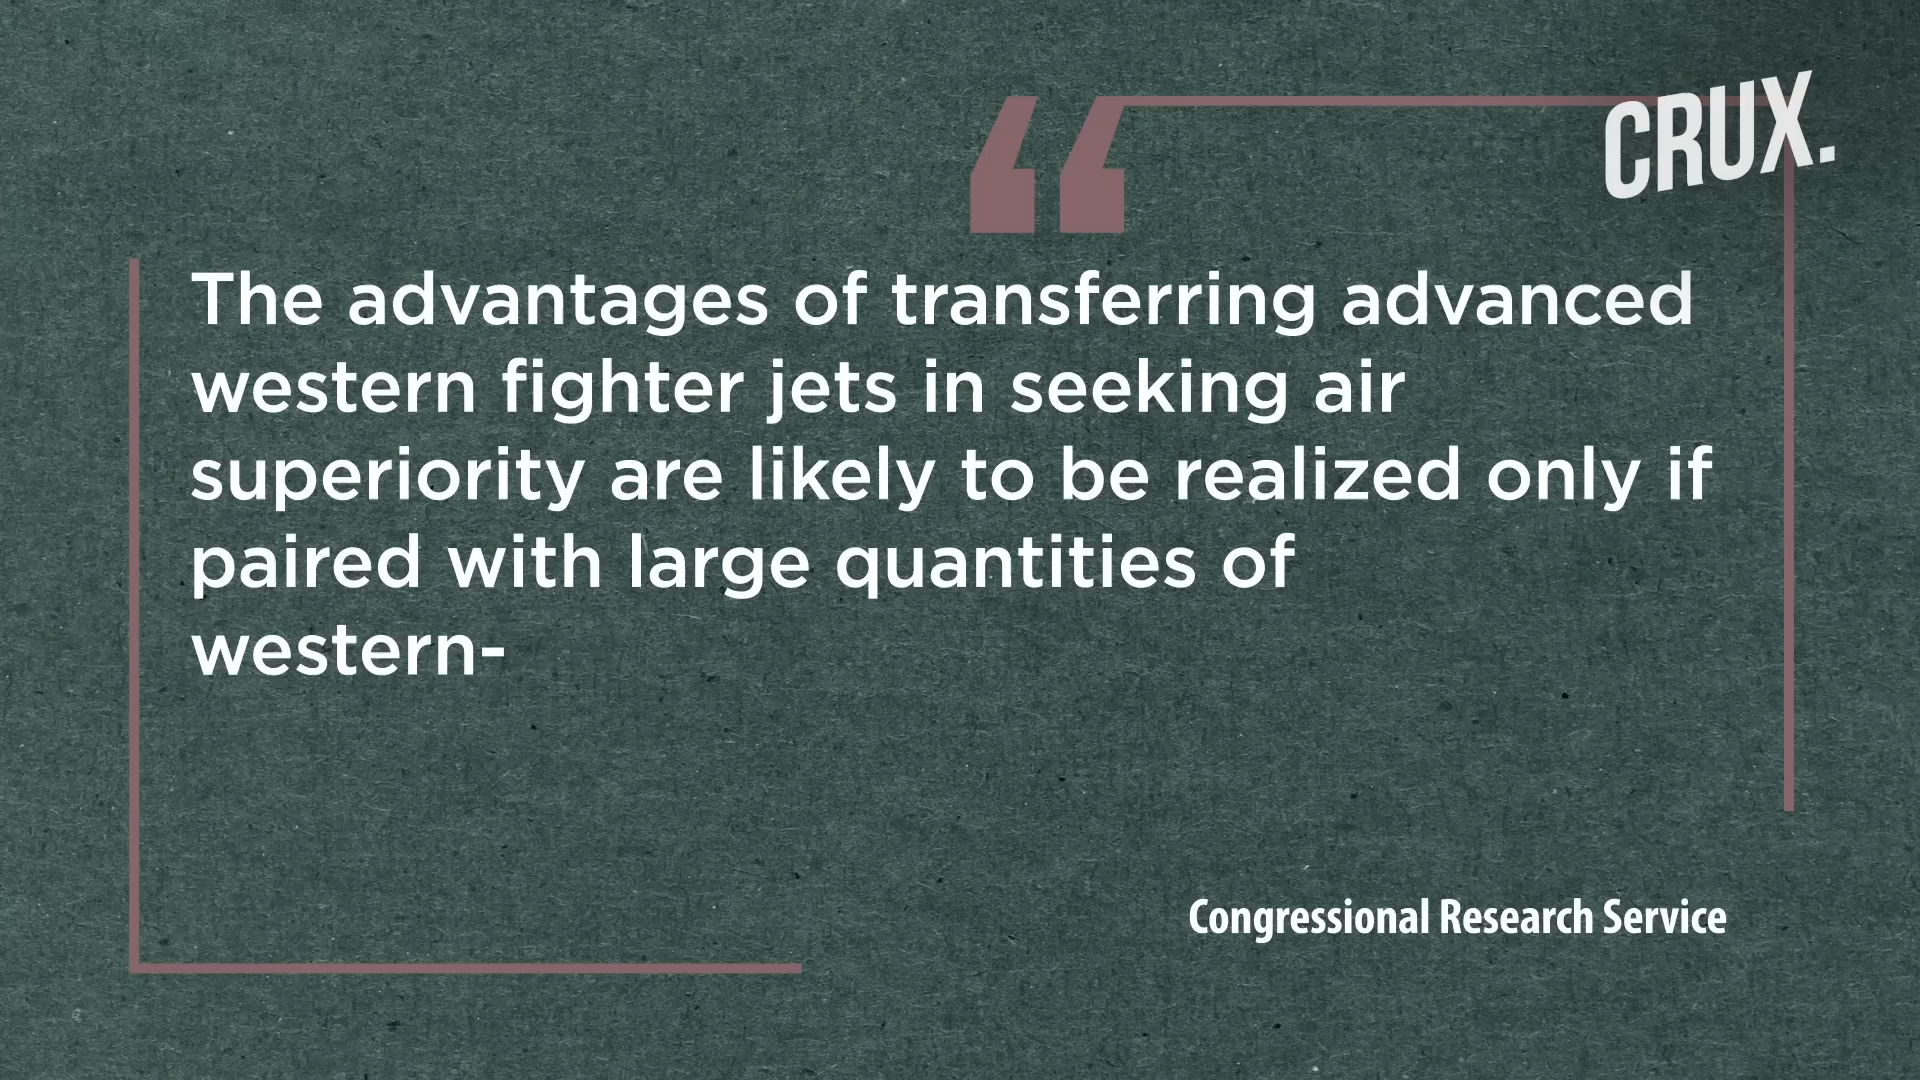 CRUX.
“
The advantages of transferring advanced
western fighter jets in seeking air
superiority are likely to be realized only if
paired with large quantities of
western-
Congressional Research Service